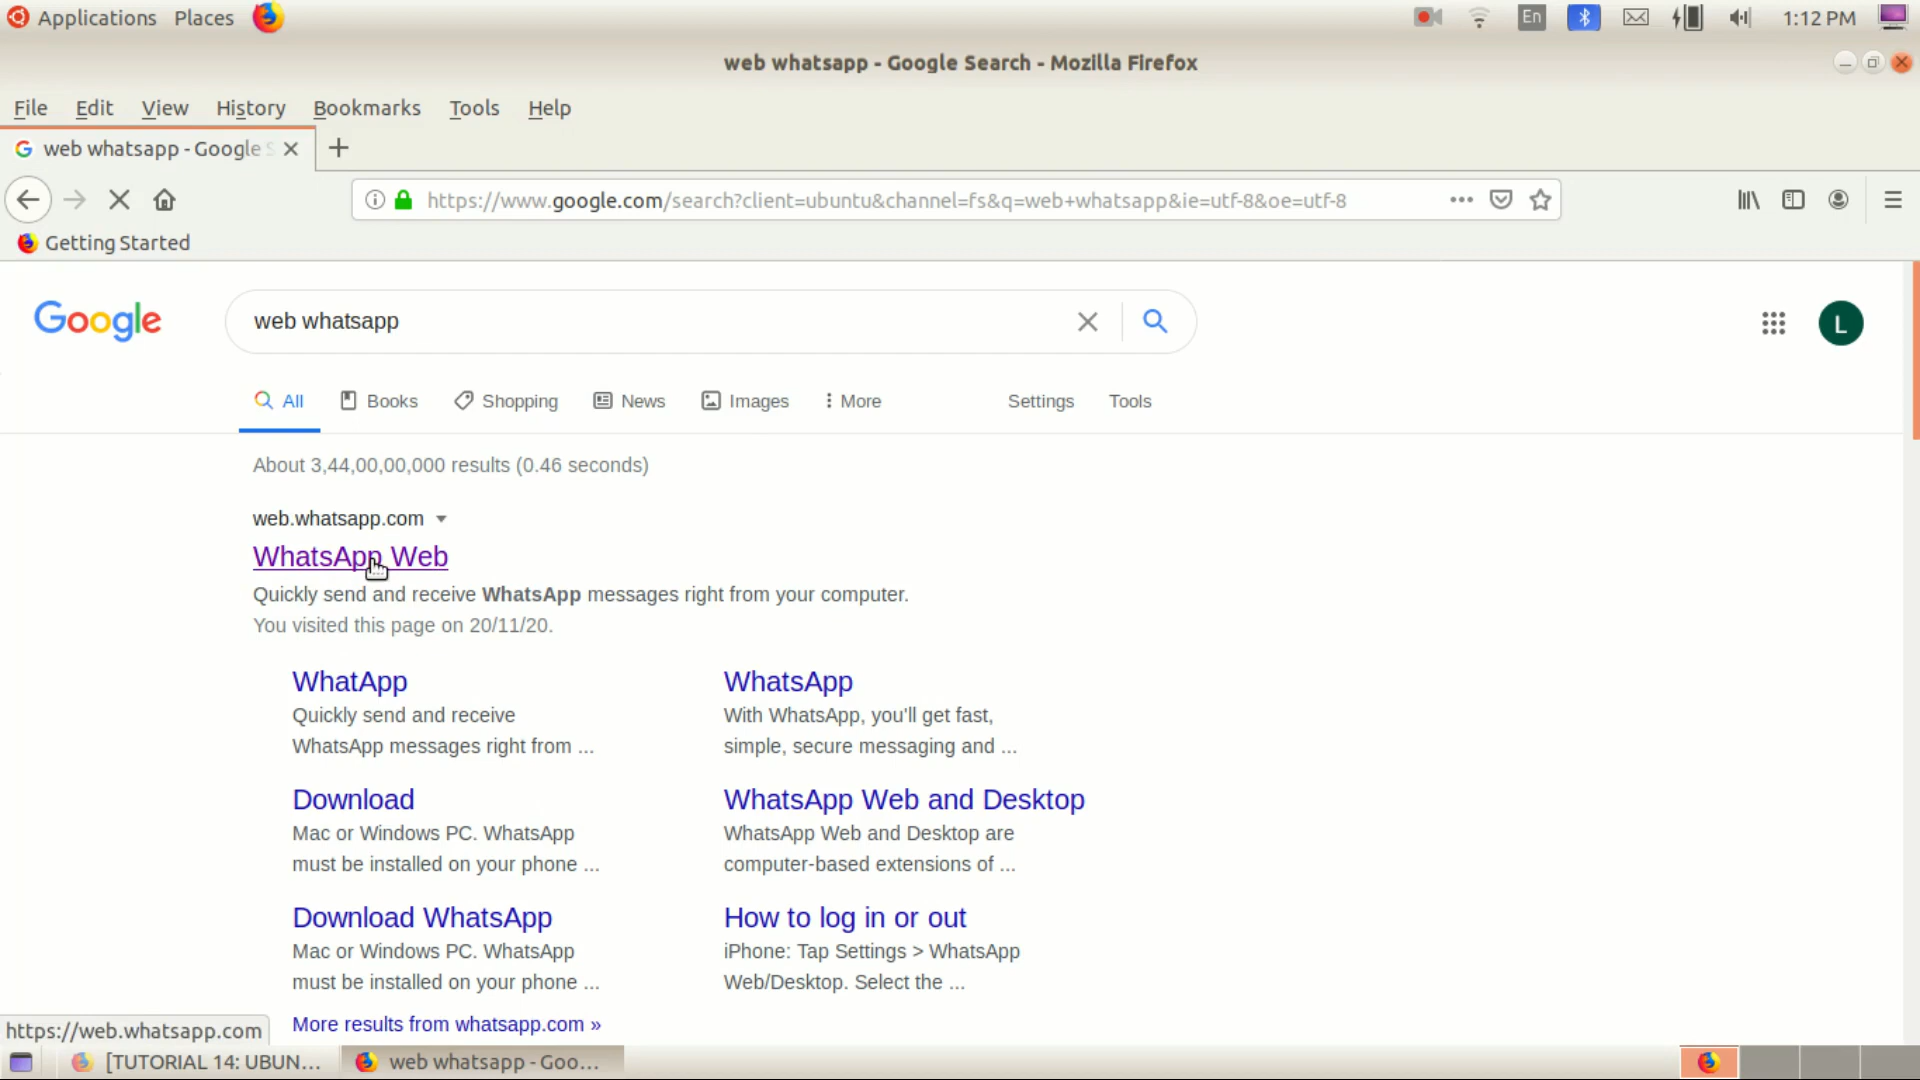 Applications Places
En 1:12 PM
web whatsapp - Google Search - Mozilla Firefox
File Edit View History Bookmarks Tools Help
web whatsapp - Google S
https://www.google.com/search?client=ubuntu&channel=fs&q=web+whatsapp&ie=utf-8&oe=utf-8
Getting Started
Google
web whatsapp
L
All Books Shopping News Images More Settings Tools
About 3,44,00,00,000 results (0.46 seconds)
web.whatsapp.com
WhatsApp Web
Quickly send and receive WhatsApp messages right from your computer.
You visited this page on 20/11/20.
WhatApp
Quickly send and receive
WhatsApp messages right from ...
WhatsApp
With WhatsApp, you'll get fast,
simple, secure messaging and ...
Download
Mac or Windows PC. WhatsApp
must be installed on your phone ...
WhatsApp Web and Desktop
WhatsApp Web and Desktop are
computer-based extensions of ...
Download WhatsApp
Mac or Windows PC. WhatsApp
must be installed on your phone ...
How to log in or out
iPhone: Tap Settings > WhatsApp
Web/Desktop. Select the ...
More results from whatsapp.com »
https://web.whatsapp.com
[TUTORIAL 14: UBUN... web whatsapp - Goo...